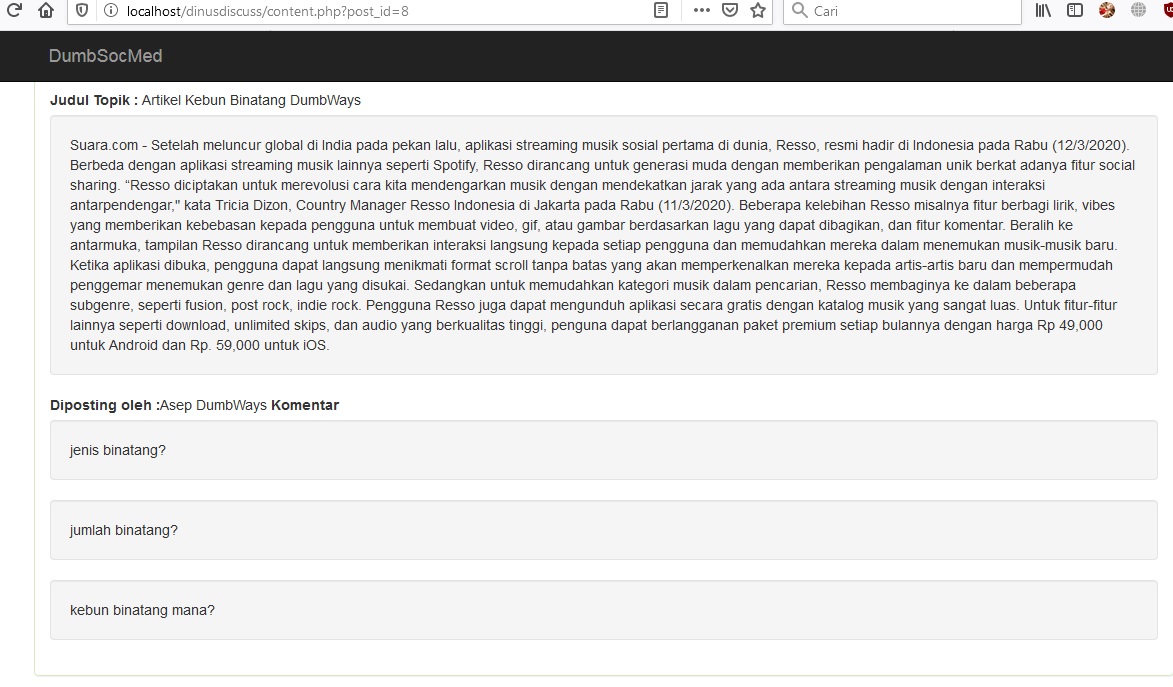 localhost/dinusdiscuss/content.php?post_id=8
Cari
DumbSocMed
Judul Topik : Artikel Kebun Binatang DumbWays
Suara.com - Setelah meluncur global di India pada pekan lalu, aplikasi streaming musik sosial pertama di dunia, Resso, resmi hadir di Indonesia pada Rabu (12/3/2020).
Berbeda dengan aplikasi streaming musik lainnya seperti Spotify, Resso dirancang untuk generasi muda dengan memberikan pengalaman unik berkat adanya fitur social
sharing. “Resso diciptakan untuk merevolusi cara kita mendengarkan musik dengan mendekatkan jarak yang ada antara streaming musik dengan interaksi
antarpendengar," kata Tricia Dizon, Country Manager Resso Indonesia di Jakarta pada Rabu (11/3/2020). Beberapa kelebihan Resso misalnya fitur berbagi lirik, vibes
yang memberikan kebebasan kepada pengguna untuk membuat video, gif, atau gambar berdasarkan lagu yang dapat dibagikan, dan fitur komentar. Beralih ke
antarmuka, tampilan Resso dirancang untuk memberikan interaksi langsung kepada setiap pengguna dan memudahkan mereka dalam menemukan musik-musik baru.
Ketika aplikasi dibuka, pengguna dapat langsung menikmati format scroll tanpa batas yang akan memperkenalkan mereka kepada artis-artis baru dan mempermudah
penggemar menemukan genre dan lagu yang disukai. Sedangkan untuk memudahkan kategori musik dalam pencarian, Resso membaginya ke dalam beberapa
subgenre, seperti fusion, post rock, indie rock. Pengguna Resso juga dapat mengunduh aplikasi secara gratis dengan katalog musik yang sangat luas. Untuk fitur-fitur
lainnya seperti download, unlimited skips, dan audio yang berkualitas tinggi, penguna dapat berlangganan paket premium setiap bulannya dengan harga Rp 49,000
untuk Android dan Rp. 59,000 untuk iOS.
Diposting oleh :Asep DumbWays Komentar
jenis binatang?
jumlah binatang?
kebun binatang mana?